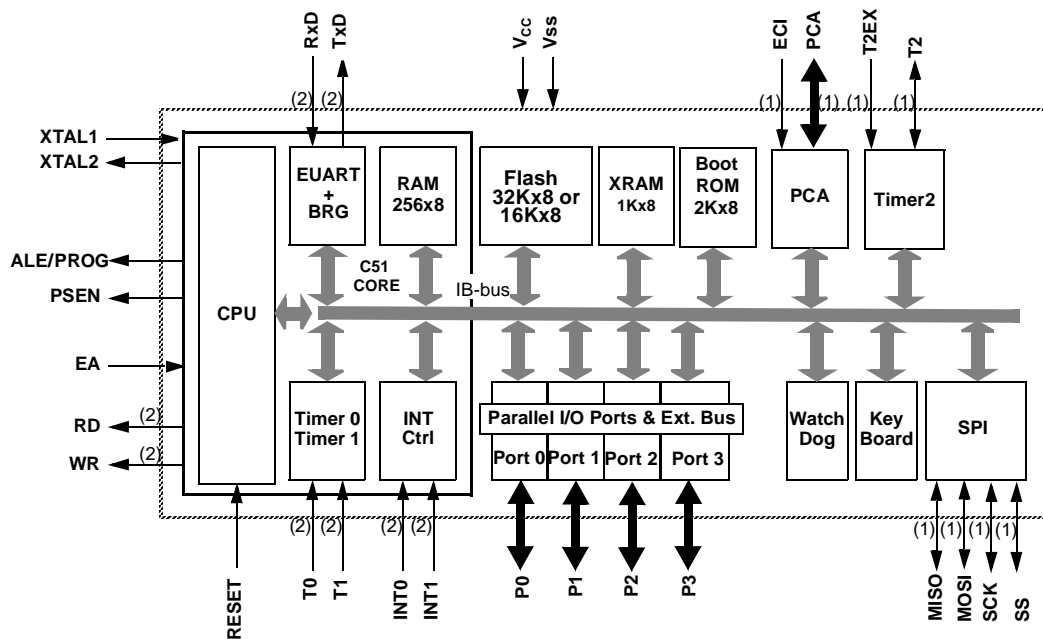 RxD
TxD
VCC
Vss
ECI
PCA
T2EX
T2
(2)
(2)
(1)
(1)
(1)
(1)
XTAL1
XTAL2
ALE/PROG
PSEN
EA
RD
(2)
WR
(2)
CPU
EUART
+
BRG
RAM
256x8
C51
CORE
IB-bus
Flash
32Kx8 or
16Kx8
XRAM
1Kx8
Boot
ROM
2Kx8
PCA
Timer2
Timer 0
Timer 1
INT
Ctrl
Parallel I/O Ports & Ext. Bus
Port 0
Port 1
Port 2
Port 3
Watch
Dog
Key
Board
SPI
(2)
(2)
(2)
(2)
(1)
(1)
(1)
(1)
RESET
T0
T1
INT0
INT1
P0
P1
P2
P3
MISO
MOSI
SCK
SS